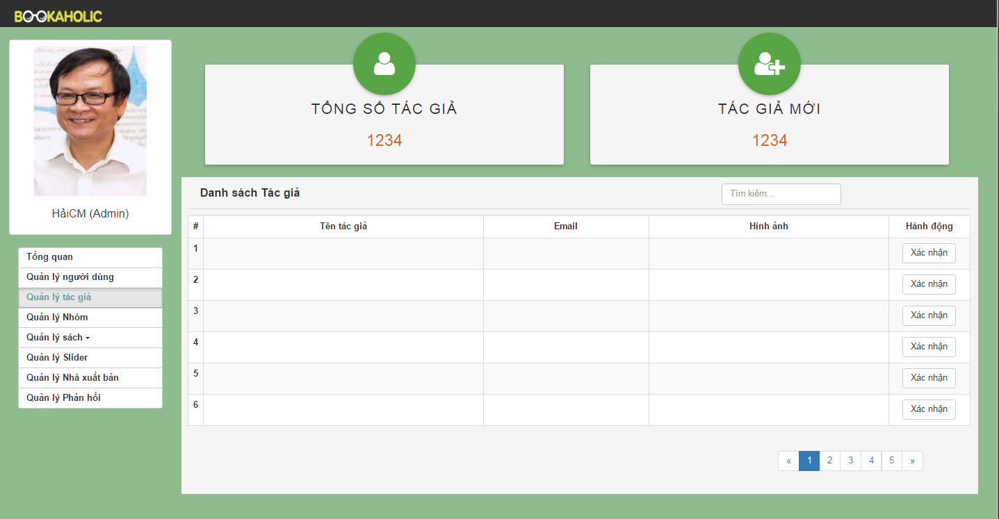 BOOKAHOLIC
HảiCM (Admin)
Tổng quan
Quản lý người dùng
Quản lý tác giả
Quản lý Nhóm
Quản lý sách
Quản lý Slider
Quản lý Nhà xuất bản
Quản lý Phản hồi
TỔNG SỐ TÁC GIẢ
1234
TÁC GIẢ MỚI
1234
Danh sách Tác giả
Tìm kiếm...
# Tên tác giả Email Hình ảnh Hành động
1 Xác nhận
2 Xác nhận
3 Xác nhận
4 Xác nhận
5 Xác nhận
6 Xác nhận
« 1 2 3 4 5 »